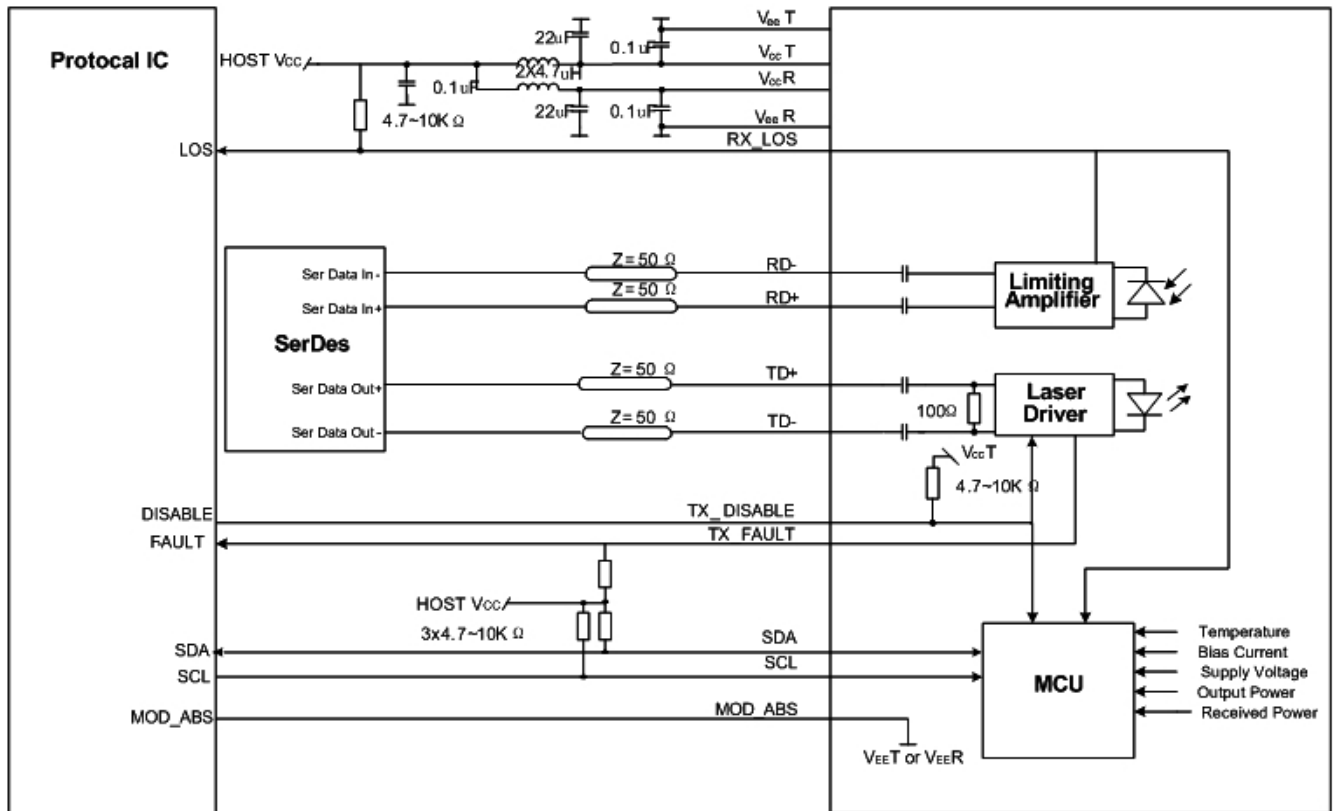 Protocal IC
HOST Vcc
22uF
0.1uF
VeeT
VccT
2X4.7uH
0.1uF
VccR
4.7~10K Ω
22uF
0.1uF
VeeR
RX_LOS
LOS
Z=50 Ω
RD-
Ser Data In -
Z=50 Ω
RD+
Ser Data In+
Limiting
Amplifier
SerDes
Z=50 Ω
TD+
Ser Data Out+
100Ω
Laser
Driver
Z=50 Ω
TD-
Ser Data Out -
VccT
4.7~10K Ω
DISABLE
TX_DISABLE
FAULT
TX FAULT
HOST Vcc
3x4.7~10K Ω
SDA
SDA
SCL
SCL
MCU
Temperature
Bias Current
Supply Voltage
Output Power
Received Power
MOD_ABS
MOD_ABS
VEET or VEER